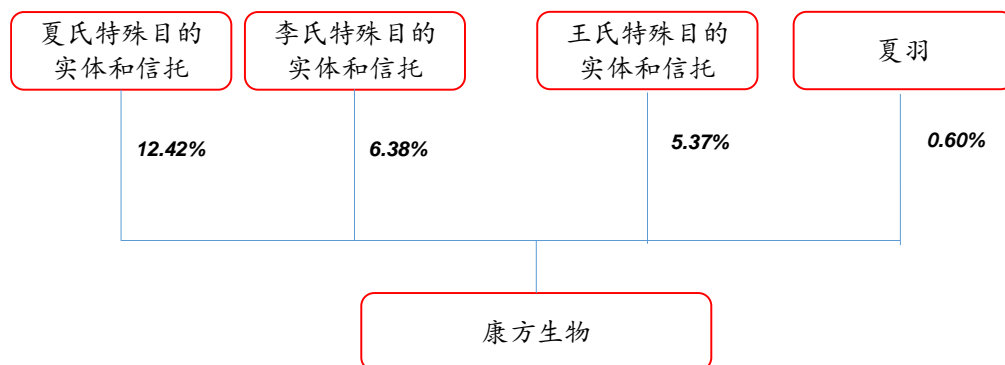 夏氏特殊目的
实体和信托
李氏特殊目的
实体和信托
王氏特殊目的
实体和信托
夏羽
12.42%
6.38%
5.37%
0.60%
康方生物